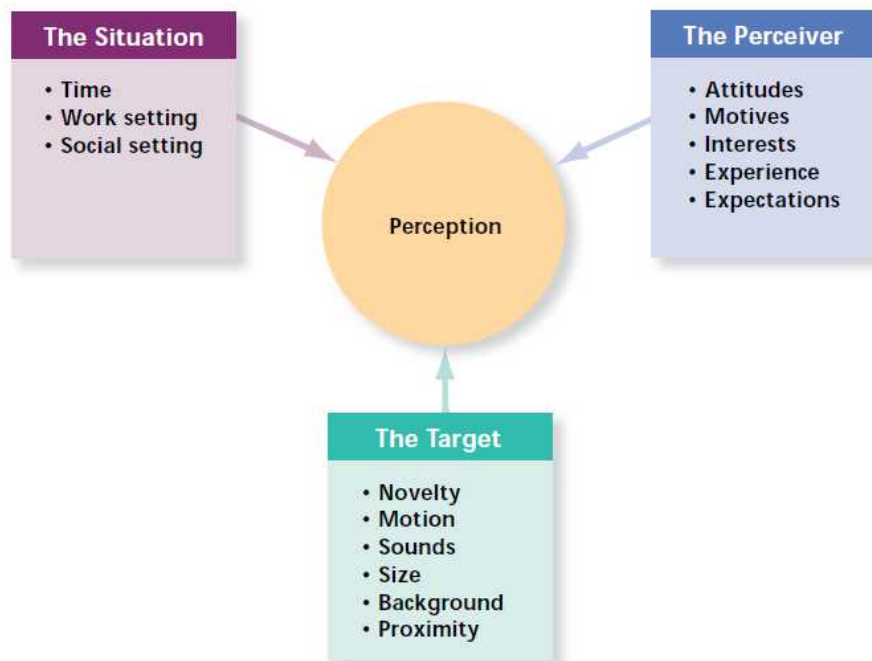 The Situation
• Time
• Work setting
• Social setting
The Perceiver
• Attitudes
• Motives
• Interests
• Experience
• Expectations
Perception
The Target
• Novelty
• Motion
• Sounds
• Size
• Background
• Proximity